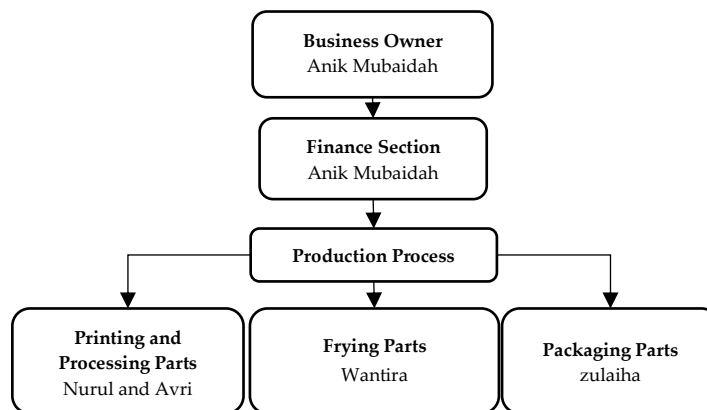 Business Owner
Anik Mubaidah
Finance Section
Anik Mubaidah
Production Process
Printing and
Processing Parts
Nurul and Avri
Frying Parts
Wantira
Packaging Parts
zulaiha